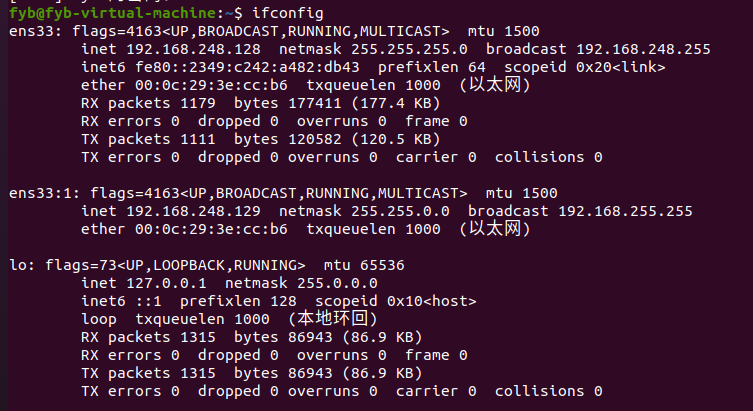 fyb@fyb-virtual-machine:~$ ifconfig
ens33: flags=4163<UP,BROADCAST,RUNNING,MULTICAST>  mtu 1500
        inet 192.168.248.128  netmask 255.255.255.0  broadcast 192.168.248.255
        inet6 fe80::2349:c242:a482:db43  prefixlen 64  scopeid 0x20<link>
        ether 00:0c:29:3e:cc:b6  txqueuelen 1000  (以太网)
        RX packets 1179  bytes 177411 (177.4 KB)
        RX errors 0  dropped 0  overruns 0  frame 0
        TX packets 1111  bytes 120582 (120.5 KB)
        TX errors 0  dropped 0 overruns 0  carrier 0  collisions 0

ens33:1: flags=4163<UP,BROADCAST,RUNNING,MULTICAST>  mtu 1500
        inet 192.168.248.129  netmask 255.255.0.0  broadcast 192.168.255.255
        ether 00:0c:29:3e:cc:b6  txqueuelen 1000  (以太网)

lo: flags=73<UP,LOOPBACK,RUNNING>  mtu 65536
        inet 127.0.0.1  netmask 255.0.0.0
        inet6 ::1  prefixlen 128  scopeid 0x10<host>
        loop  txqueuelen 1000  (本地环回)
        RX packets 1315  bytes 86943 (86.9 KB)
        RX errors 0  dropped 0  overruns 0  frame 0
        TX packets 1315  bytes 86943 (86.9 KB)
        TX errors 0  dropped 0 overruns 0  carrier 0  collisions 0